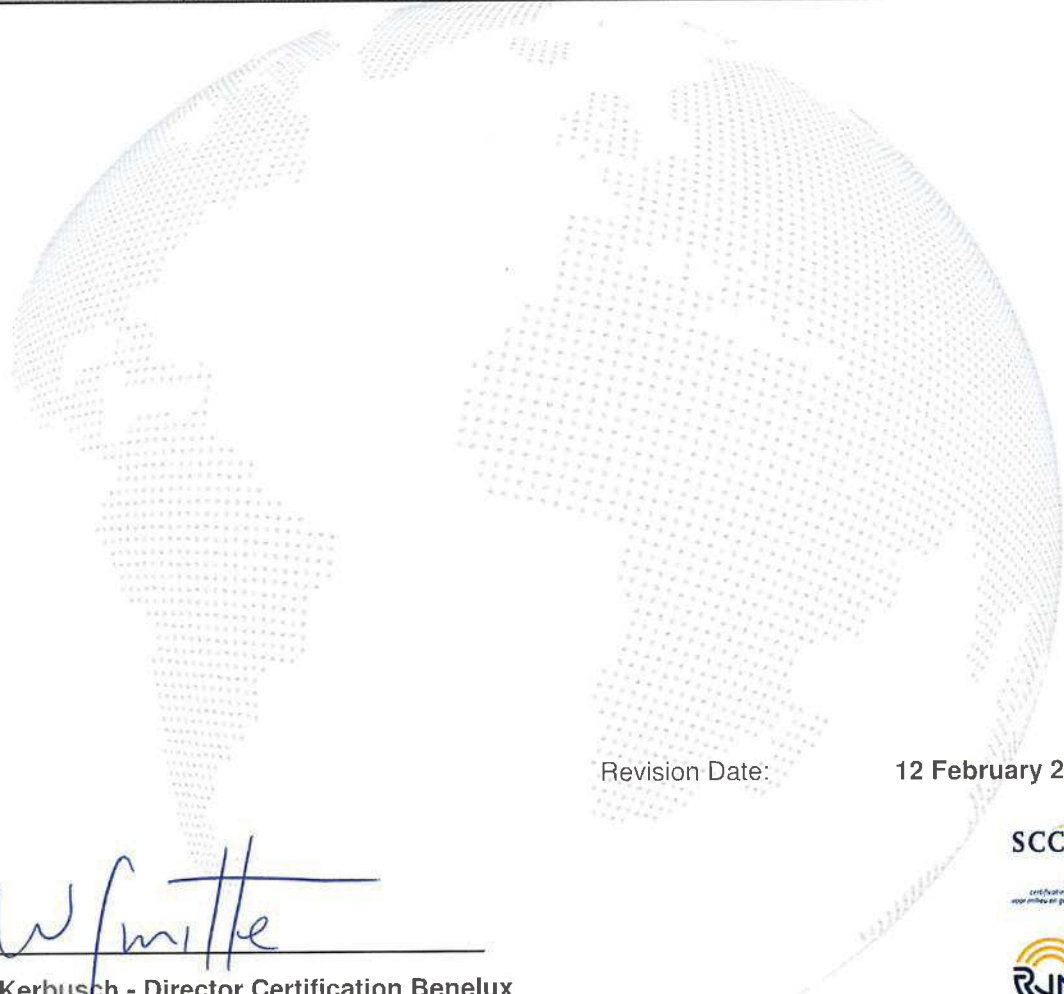 Revision Date: 12 February 2
SCC
Kerbusch - Director Certification Benelux